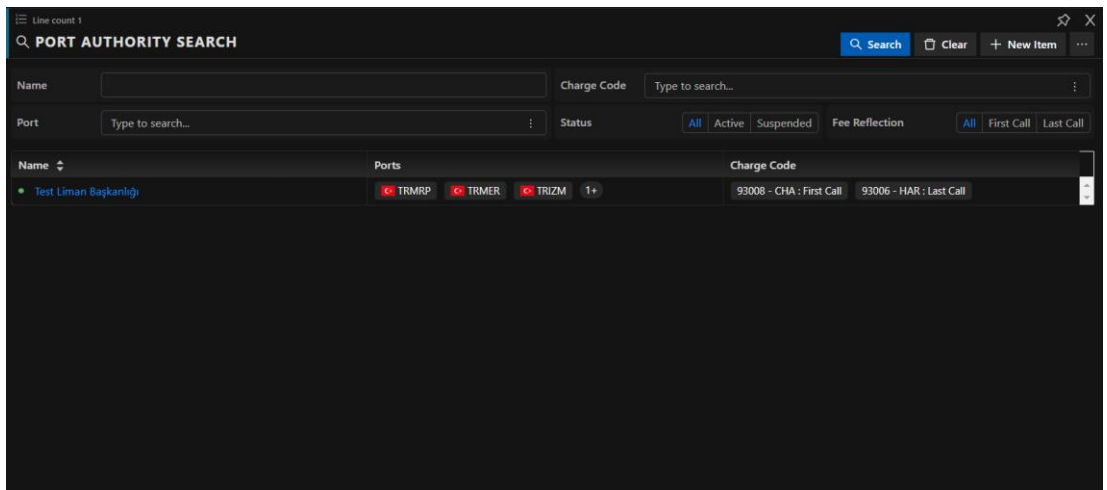 Line count 1
PORT AUTHORITY SEARCH
Search Clear New Item ...
Name
Charge Code Type to search...
Port Type to search...
Status All Active Suspended
Fee Reflection All First Call Last Call
Name Ports Charge Code
Test Liman Başkanlığı TRMRP TRMER TRIZM 1+ 93008 - CHA : First Call 93006 - HAR : Last Call